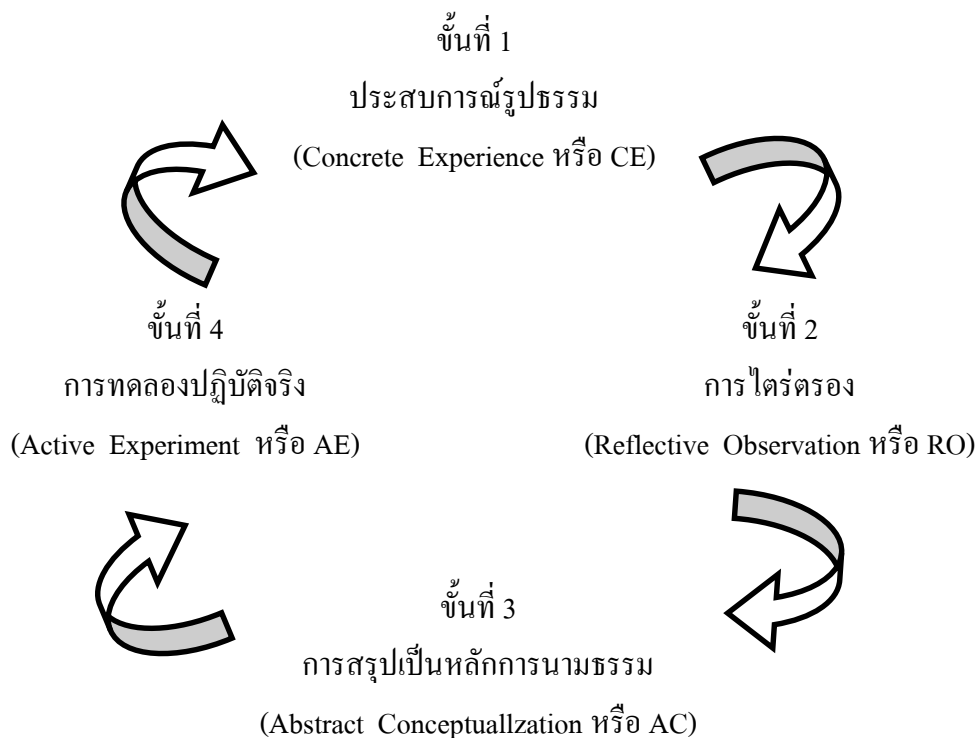 ขั้นที่ 1
ประสบการณ์รูปธรรม
(Concrete Experience หรือ CE)
ขั้นที่ 2
การไตร่ตรอง
(Reflective Observation หรือ RO)
ขั้นที่ 3
การสรุปเป็นหลักการนามธรรม
(Abstract Conceptuallzation หรือ AC)
ขั้นที่ 4
การทดลองปฏิบัติจริง
(Active Experiment หรือ AE)